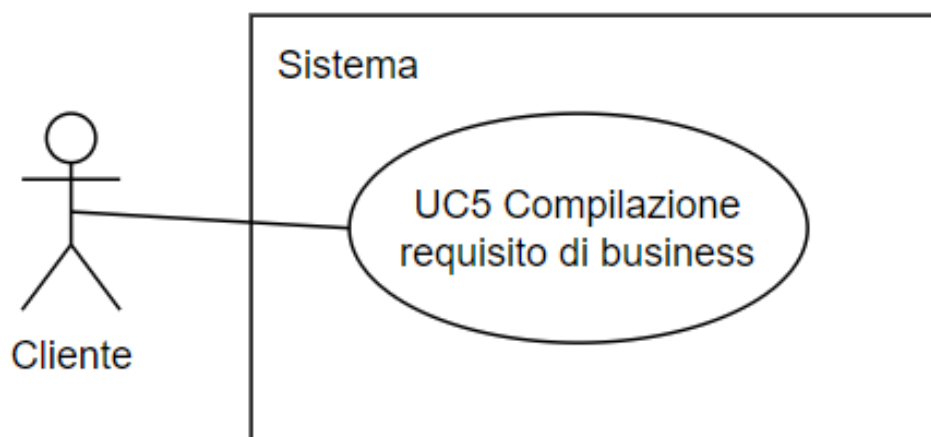 Sistema
UC5 Compilazione
requisito di business
Cliente